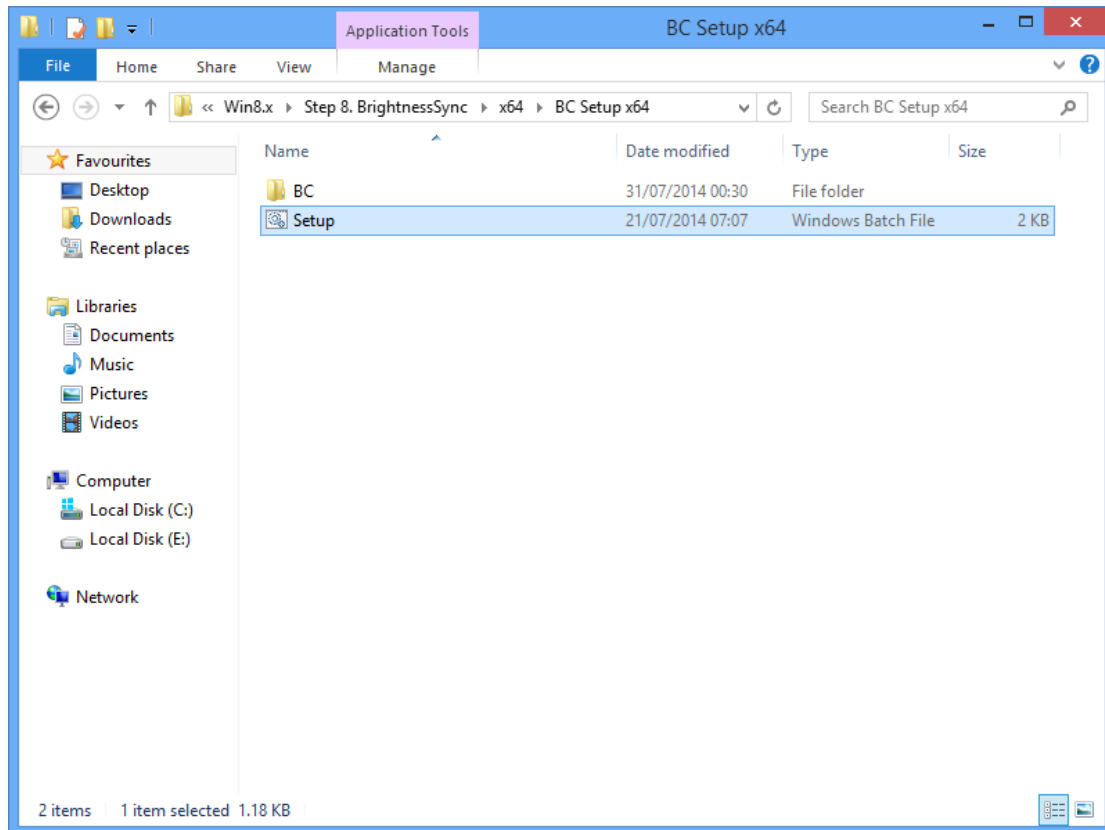 Application Tools BC Setup x64
File Home Share View Manage
« Win8.x Step 8. BrightnessSync x64 BC Setup x64 Search BC Setup x64
Favourites
Desktop
Downloads
Recent places
Libraries
Documents
Music
Pictures
Videos
Computer
Local Disk (C:)
Local Disk (E:)
Network
Name Date modified Type Size
BC 31/07/2014 00:30 File folder
Setup 21/07/2014 07:07 Windows Batch File 2 KB
2 items 1 item selected 1.18 KB